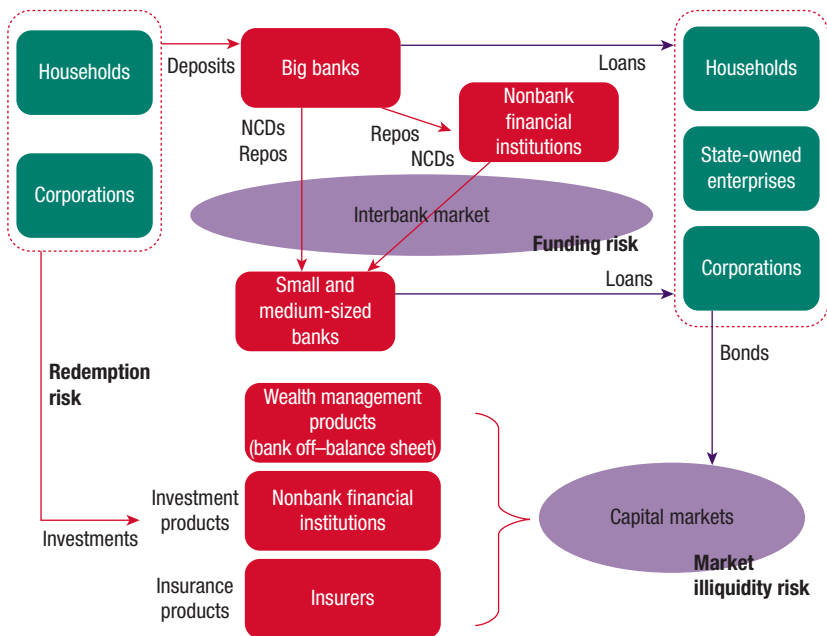 Households
Corporations
Deposits
Big banks
Loans
Households
State-owned
enterprises
Corporations
NCDs
Repos
Repos
NCDs
Nonbank
financial
institutions
Interbank market
Funding risk
Small and
medium-sized
banks
Loans
Bonds
Redemption
risk
Investments
Wealth management
products
(bank off–balance sheet)
Investment
products
Nonbank financial
institutions
Insurance
products
Insurers
Capital markets
Market
illiquidity risk